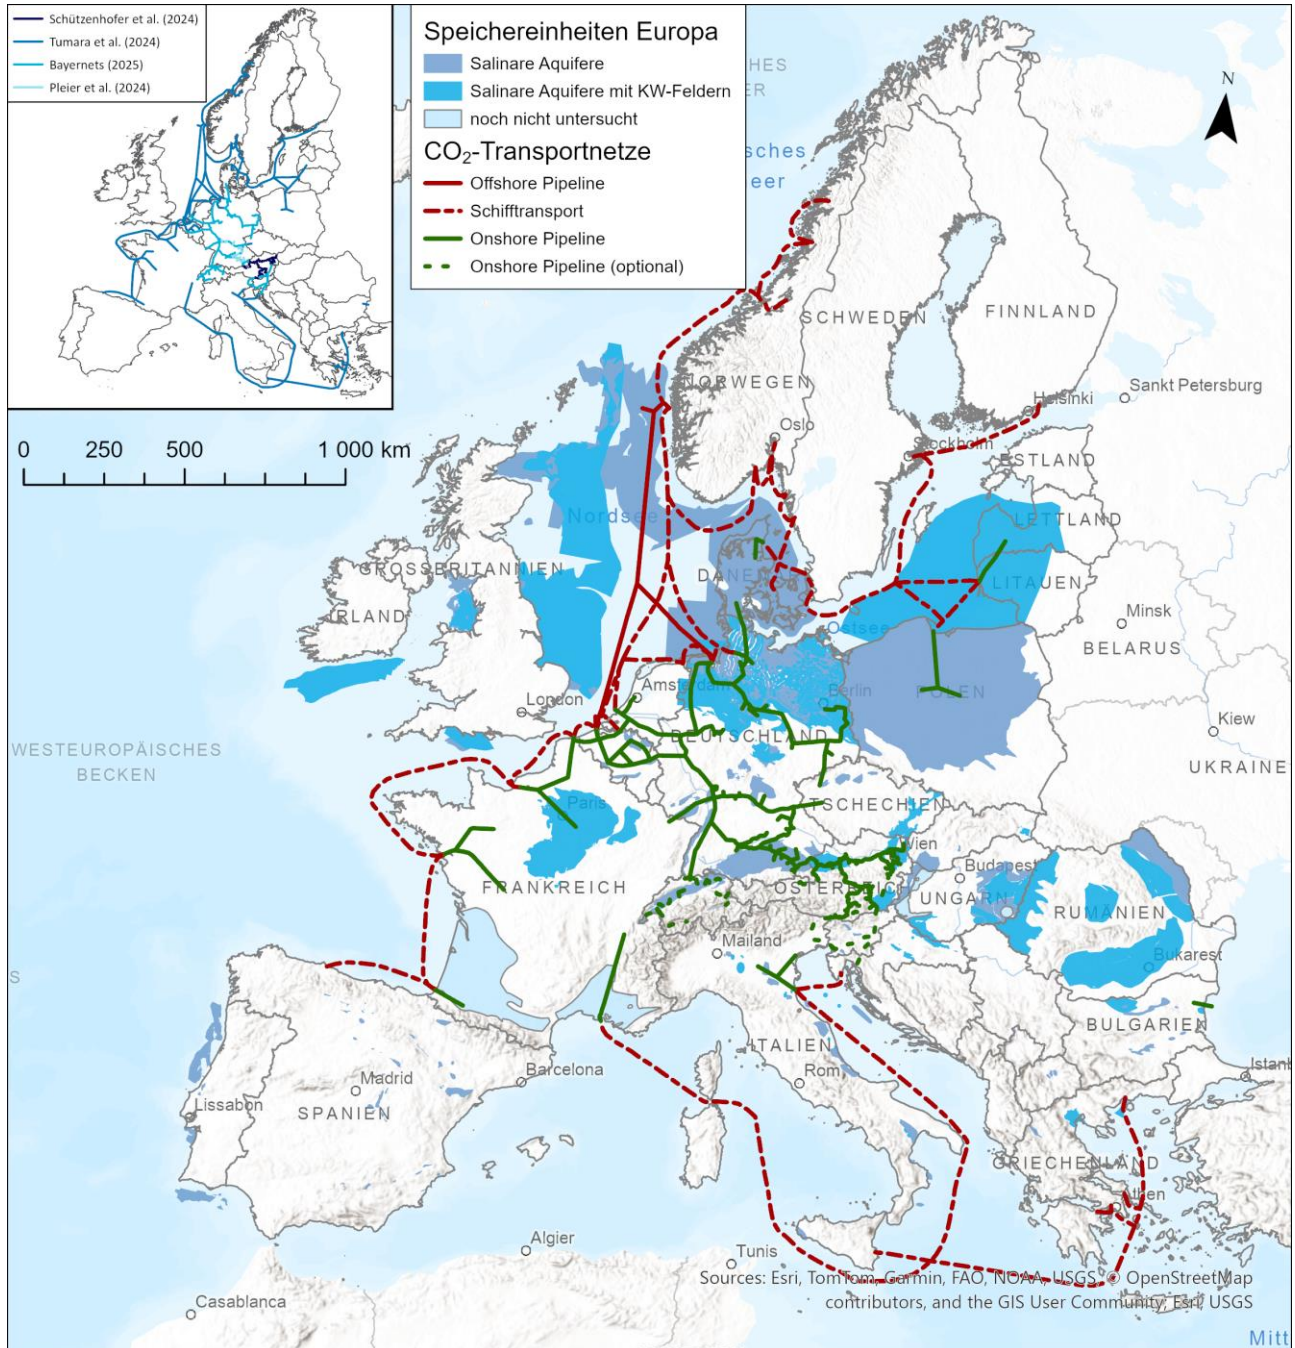 Schützenhofer et al. (2024)
Tumara et al. (2024)
Bayernets (2025)
Pleier et al. (2024)
Speichereinheiten Europa
Salinare Aquifere
Salinare Aquifere mit KW-Feldern
noch nicht untersucht
CO₂-Transportnetze
Offshore Pipeline
Schifftransport
Onshore Pipeline
Onshore Pipeline (optional)
N
0 250 500 1 000 km
SCHWEDEN
FINNLAND
NORWEGEN
Sankt Petersburg
Helsinki
Oslo
Stockholm
ESTLAND
Nordsee
LETTLAND
GROSSBRITANNIEN
LITAUEN
IRLAND
Minsk
BELARUS
Ostsee
Amsterdam
Berlin
POLEN
London
Kiew
DEUTSCHLAND
WESTEUROPÄISCHES
BECKEN
UKRAINE
Paris
TSCHECHIEN
Wien
Budapest
FRANKREICH
ÖSTERREICH
UNGARN
RUMÄNIEN
Mailand
Bukarest
BULGARIEN
ITALIEN
Rom
Barcelona
Madrid
SPANIEN
Lissabon
Istanb
GRIECHENLAND
Athen
Algier
Tunis
Casablanca
Sources: Esri, TomTom, Garmin, FAO, NOAA, USGS, © OpenStreetMap
contributors, and the GIS User Community, Esri, USGS
Mitt